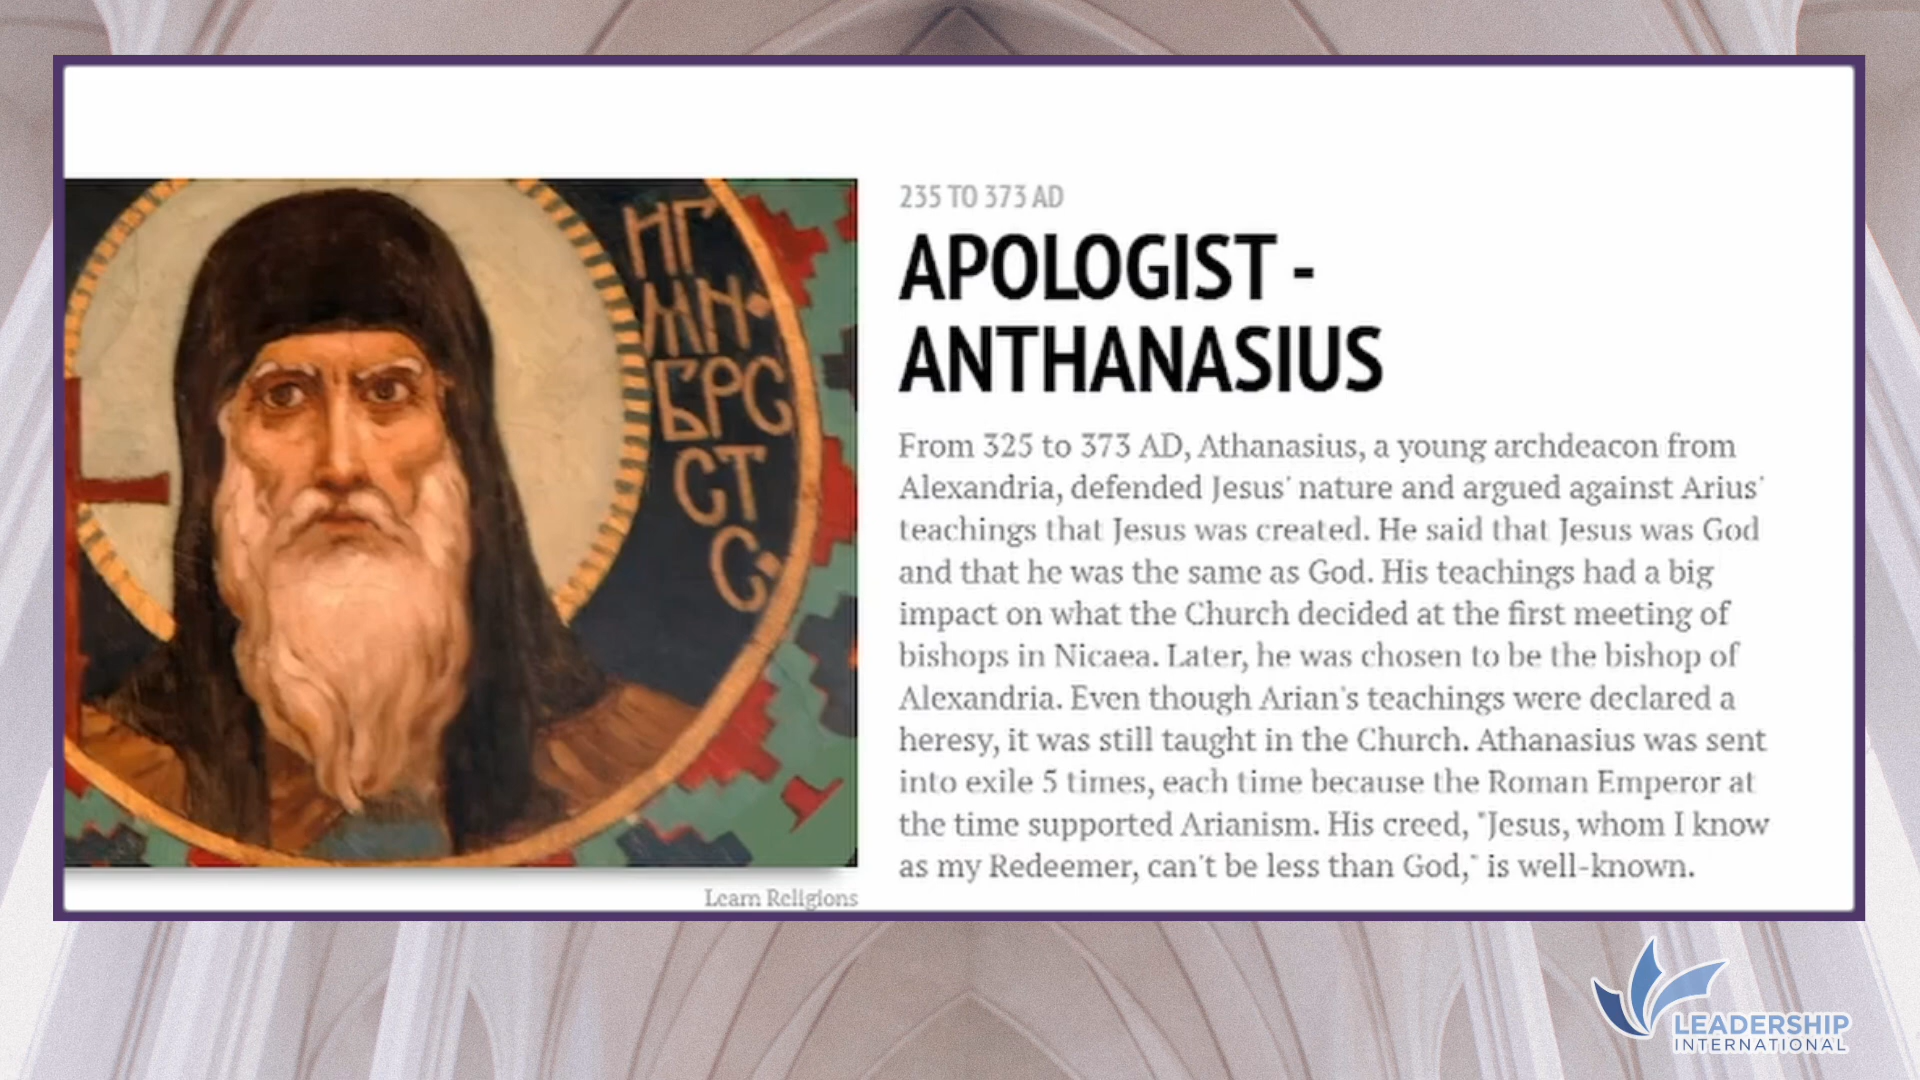 НГ
МН·
БРС
СТ
С·
Learn Religions
235 TO 373 AD
APOLOGIST -
ANTHANASIUS
From 325 to 373 AD, Athanasius, a young archdeacon from
Alexandria, defended Jesus' nature and argued against Arius'
teachings that Jesus was created. He said that Jesus was God
and that he was the same as God. His teachings had a big
impact on what the Church decided at the first meeting of
bishops in Nicaea. Later, he was chosen to be the bishop of
Alexandria. Even though Arian's teachings were declared a
heresy, it was still taught in the Church. Athanasius was sent
into exile 5 times, each time because the Roman Emperor at
the time supported Arianism. His creed, "Jesus, whom I know
as my Redeemer, can't be less than God," is well-known.
LEADERSHIP
INTERNATIONAL